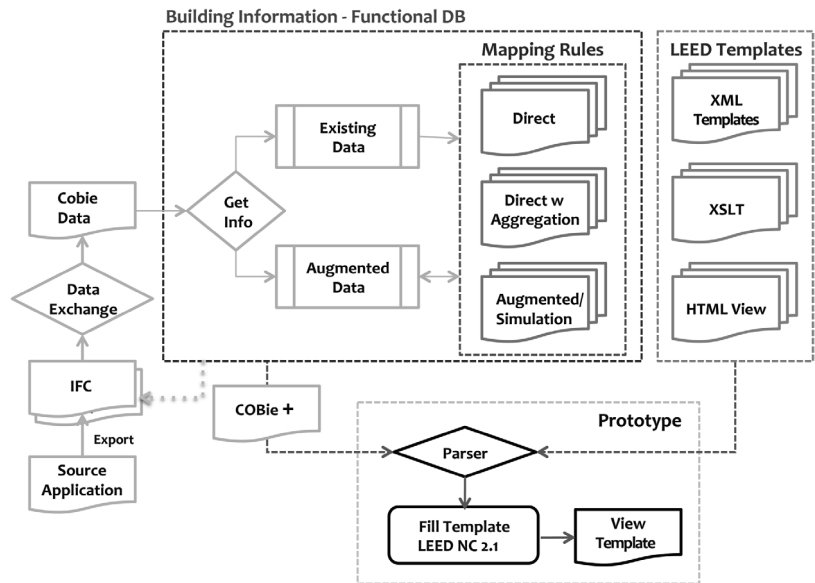 Building Information - Functional DB
Mapping Rules
LEED Templates
Existing
Data
Direct
XML
Templates
Cobie
Data
Get
Info
Direct w
Aggregation
XSLT
Augmented
Data
Data
Exchange
Augmented/
Simulation
HTML View
IFC
COBie +
Export
Prototype
Parser
Source
Application
Fill Template
LEED NC 2.1
View
Template